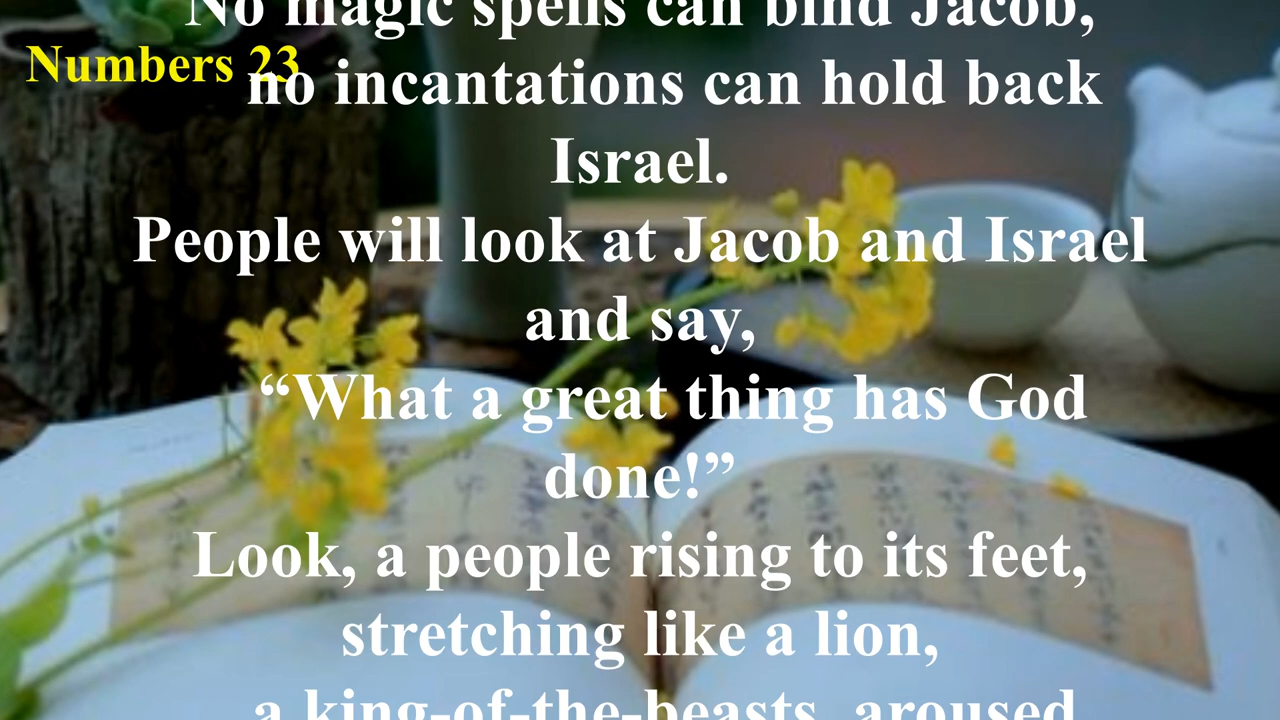 No magic spells can bind Jacob,
Numbers 23
no incantations can hold back
Israel.
People will look at Jacob and Israel
and say,
“What a great thing has God
done!”
Look, a people rising to its feet,
stretching like a lion,
a king-of-the-beasts, aroused